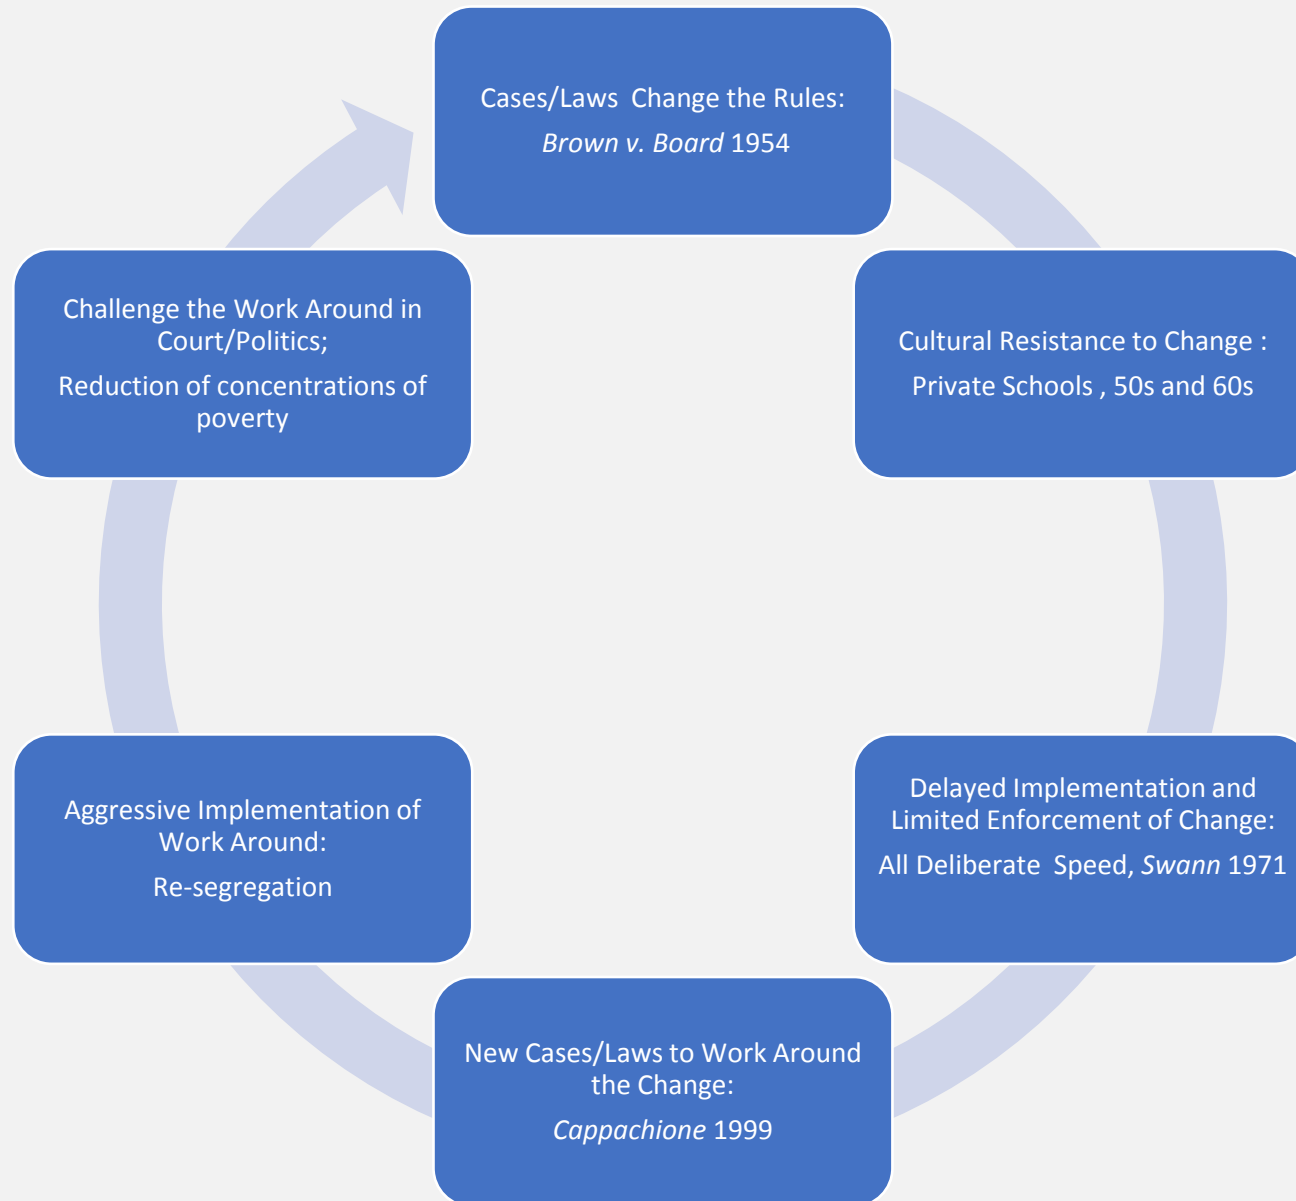 Cases/Laws  Change the Rules:
Brown v. Board 1954
Cultural Resistance to Change :
Private Schools , 50s and 60s
Delayed Implementation and
Limited Enforcement of Change:
All Deliberate  Speed, Swann 1971
New Cases/Laws to Work Around
the Change:
Cappachione 1999
Aggressive Implementation of
Work Around:
Re-segregation
Challenge the Work Around in
Court/Politics;
Reduction of concentrations of
poverty